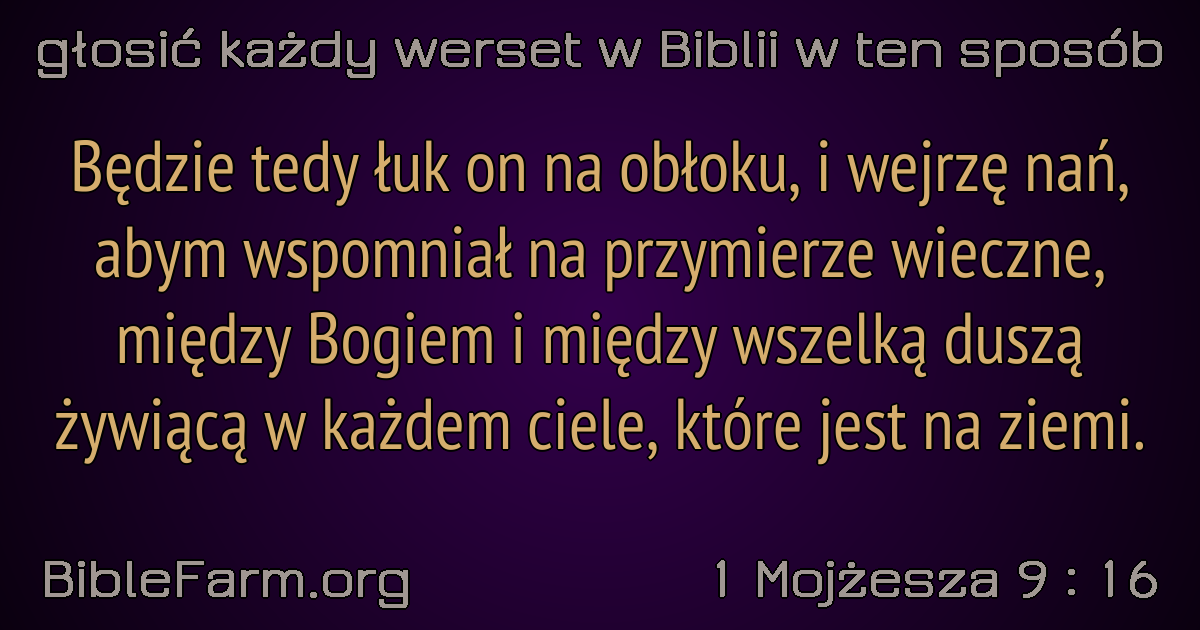 głosić każdy werset w Biblii w ten sposób
Będzie tedy łuk on na obłoku, i wejrzę nań,
abym wspomniał na przymierze wieczne,
między Bogiem i między wszelką duszą
żywiącą w każdem ciele, które jest na ziemi.
BibleFarm.org
1 Mojżesza 9 : 16